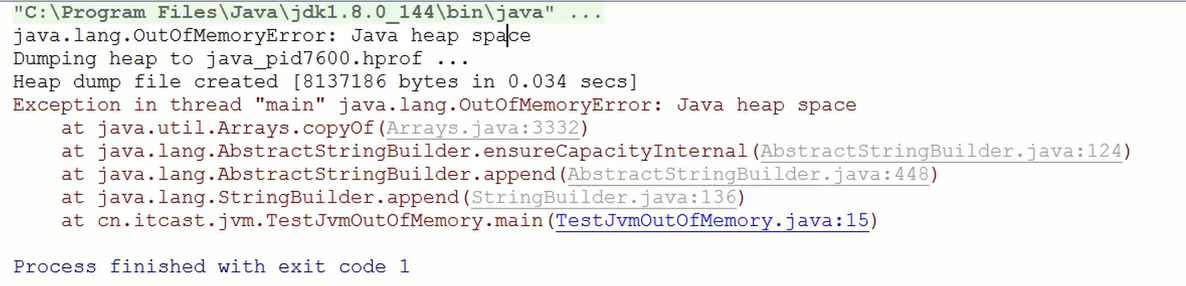 "C:\Program Files\Java\jdk1.8.0_144\bin\java" ...
java.lang.OutOfMemoryError: Java heap space
Dumping heap to java_pid7600.hprof ...
Heap dump file created [8137186 bytes in 0.034 secs]
Exception in thread "main" java.lang.OutOfMemoryError: Java heap space
    at java.util.Arrays.copyOf(Arrays.java:3332)
    at java.lang.AbstractStringBuilder.ensureCapacityInternal(AbstractStringBuilder.java:124)
    at java.lang.AbstractStringBuilder.append(AbstractStringBuilder.java:448)
    at java.lang.StringBuilder.append(StringBuilder.java:136)
    at cn.itcast.jvm.TestJvmOutOfMemory.main(TestJvmOutOfMemory.java:15)
Process finished with exit code 1